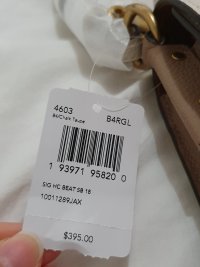 4603
B4/Chalk Taupe
B4RGL
1 93971 95820 0
SIG HC BEAT SB 18
10011289JAX
$395.00